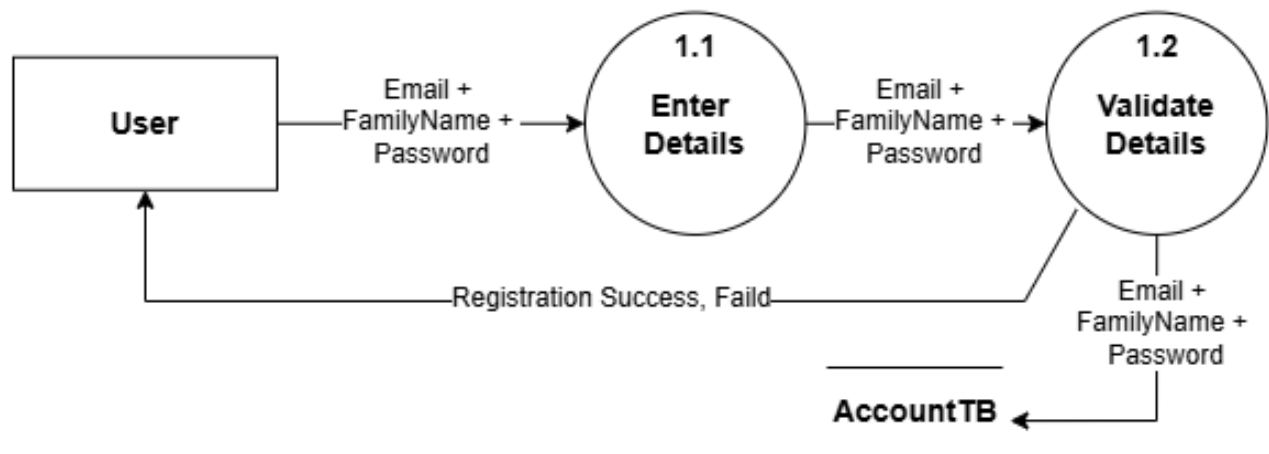 User
Email +
FamilyName +
Password
1.1
Enter
Details
Email +
FamilyName +
Password
1.2
Validate
Details
Registration Success, Faild
Email +
FamilyName +
Password
AccountTB